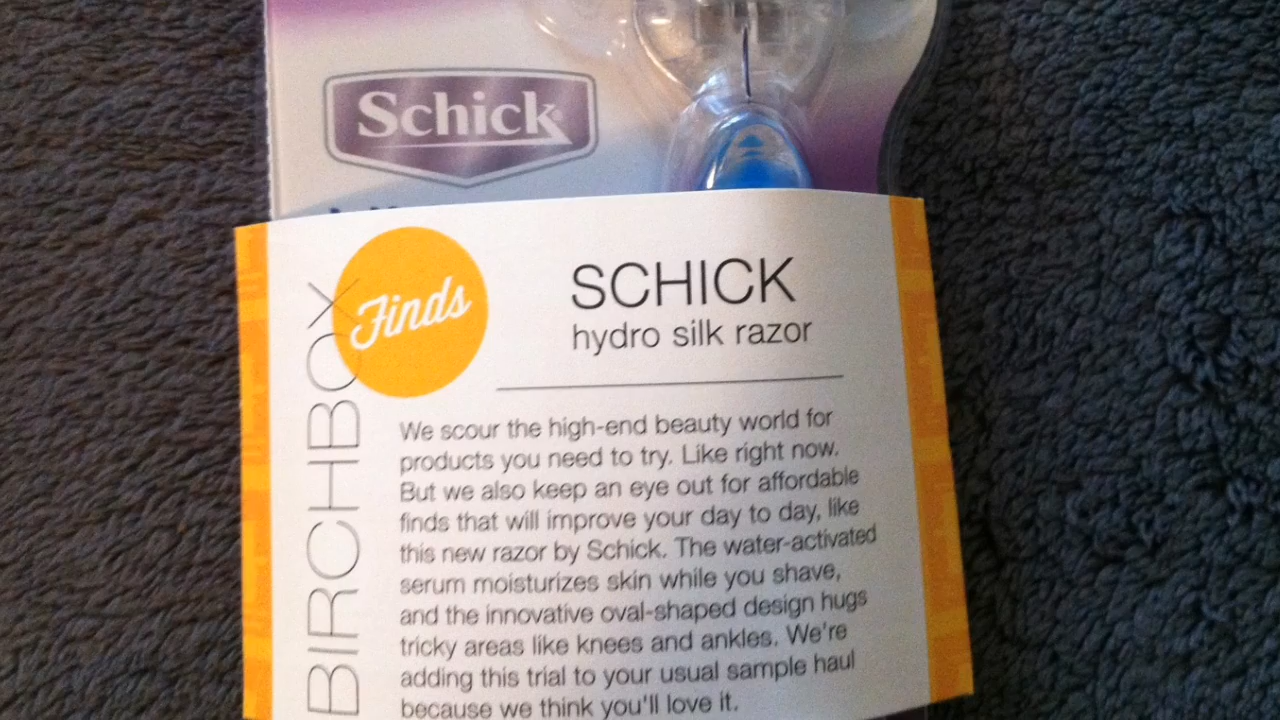 Schick
Finds
BIRCHBOX
SCHICK
hydro silk razor
We scour the high-end beauty world for
products you need to try. Like right now.
But we also keep an eye out for affordable
finds that will improve your day to day, like
this new razor by Schick. The water-activated
serum moisturizes skin while you shave,
and the innovative oval-shaped design hugs
tricky areas like knees and ankles. We're
adding this trial to your usual sample haul
because we think you'll love it.